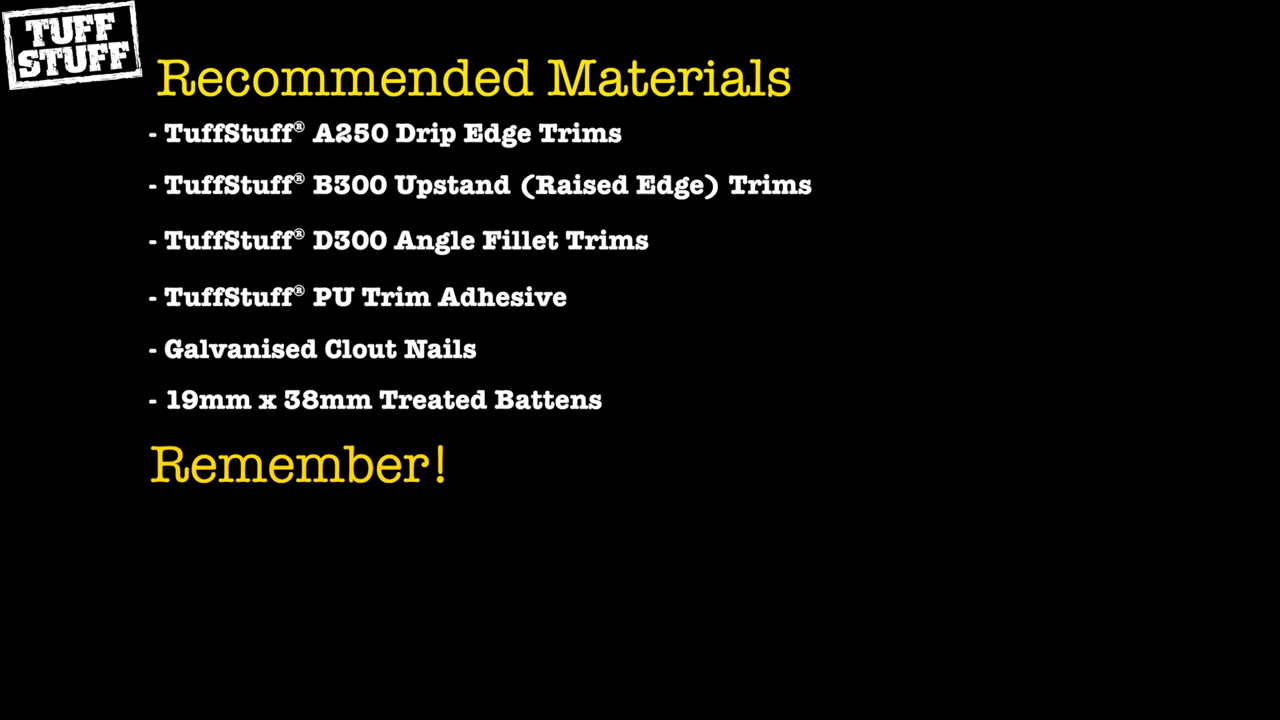 TUFF
STUFF
Recommended Materials
- TuffStuff® A250 Drip Edge Trims
- TuffStuff® B300 Upstand (Raised Edge) Trims
- TuffStuff® D300 Angle Fillet Trims
- TuffStuff® PU Trim Adhesive
- Galvanised Clout Nails
- 19mm x 38mm Treated Battens
Remember!